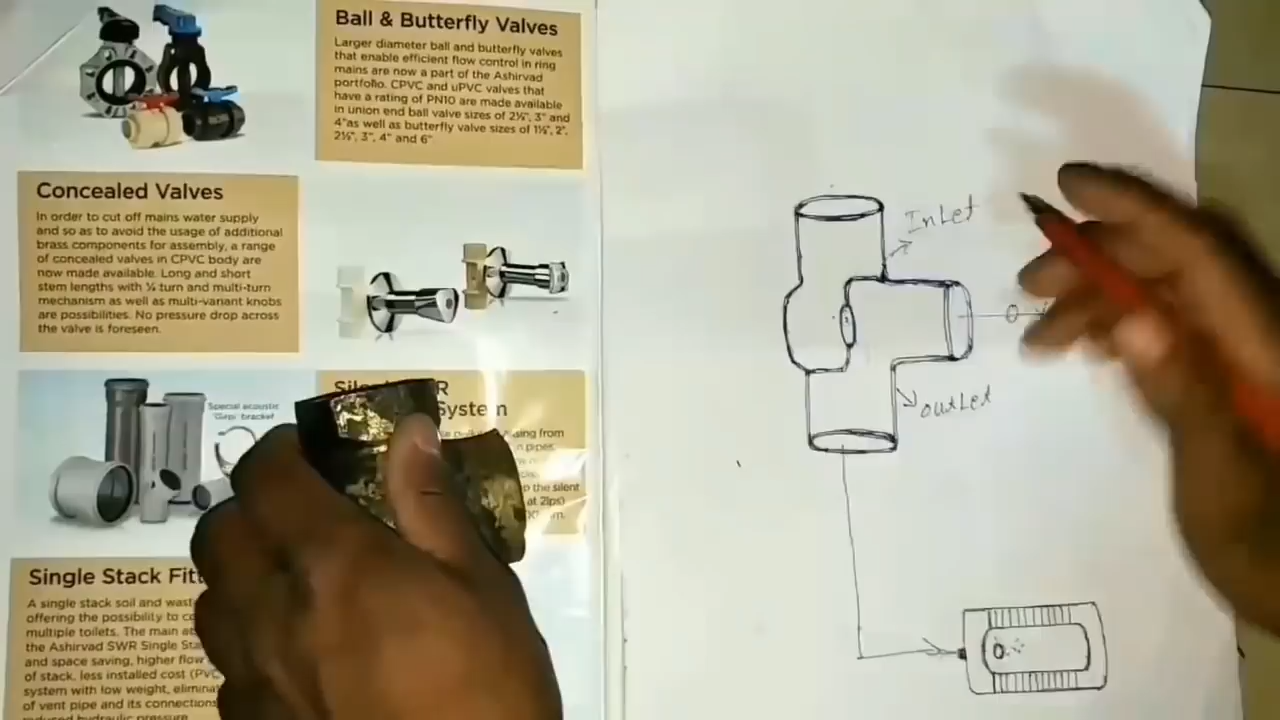 Ball & Butterfly Valves
Larger diameter ball and butterfly valves
that enable efficient flow control in ring
mains are now a part of the Ashirvad
portfolio. CPVC and uPVC valves that
have a rating of PN10 are made available
in union end ball valve sizes of 2½", 3" and
4"as well as butterfly valve sizes of 1½", 2",
2½", 3", 4" and 6"
Concealed Valves
In order to cut off mains water supply
and so as to avoid the usage of additional
brass components for assembly, a range
of concealed valves in CPVC body are
now made available. Long and short
stem lengths with ¼ turn and multi-turn
mechanism as well as multi-variant knobs
are possibilities. No pressure drop across
the valve is foreseen.
Special acoustic
bracket
System
from
pipes
the silent
at 2lps)
Single Stack
A single stack soil and
offering the possibility to
multiple toilets. The main
the Ashirvad SWR Single
and space saving, higher flow
of stack, less installed cost
system with low weight,
of vent pipe and its connections
hydraulic pressure
InLet
outLet